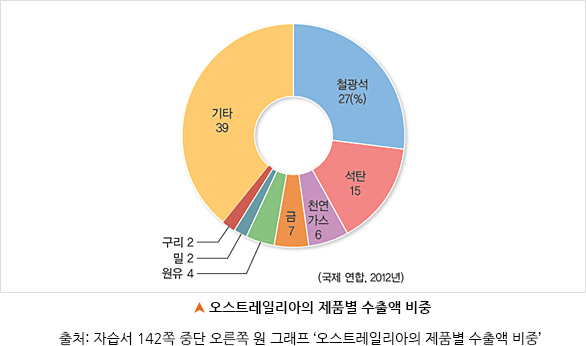 철광석
27(%)
석탄
15
천연
가스
6
금
7
원유 4
밀 2
구리 2
기타
39
(국제 연합, 2012년)
오스트레일리아의 제품별 수출액 비중
출처: 자습서 142쪽 중단 오른쪽 원 그래프 ‘오스트레일리아의 제품별 수출액 비중’